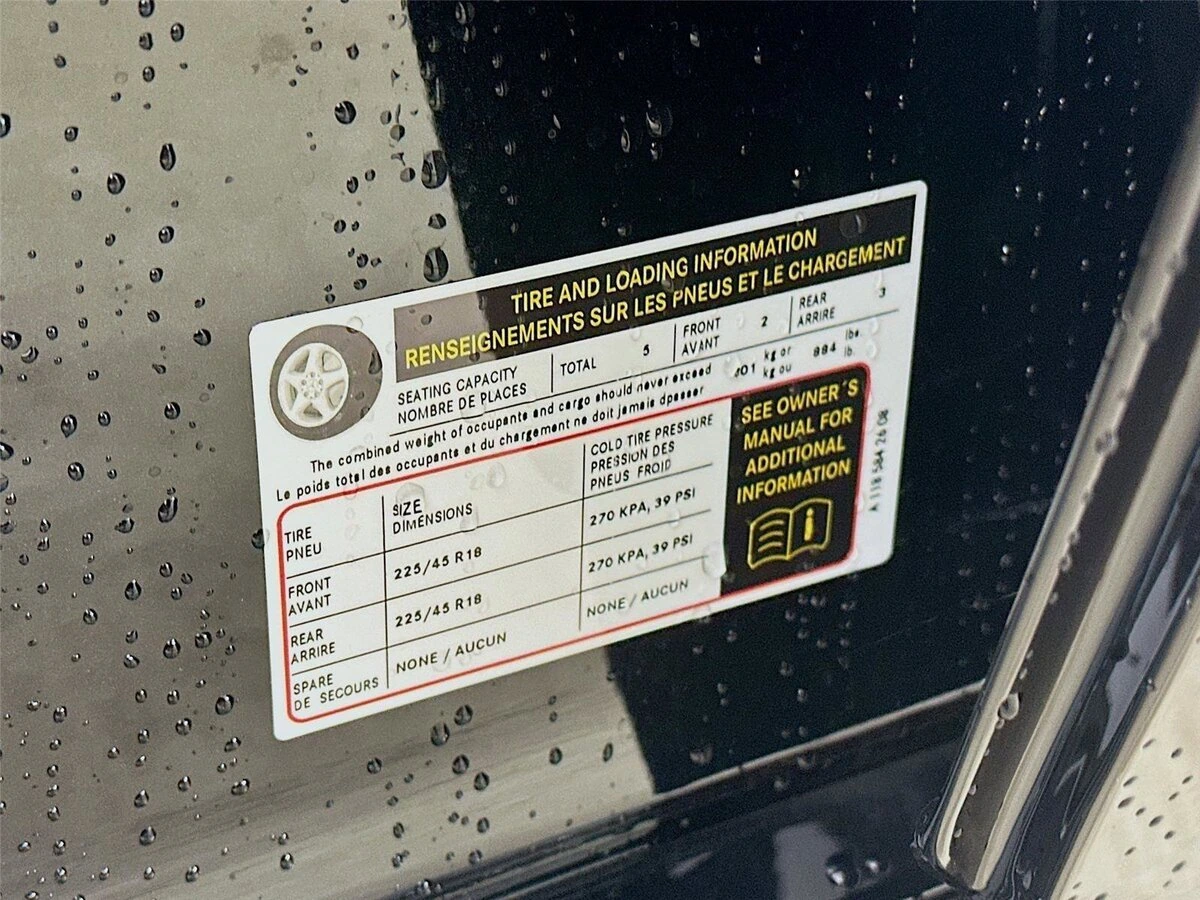 TIRE AND LOADING INFORMATION
RENSEIGNEMENTS SUR LES PNEUS ET LE CHARGEMENT
SEATING CAPACITY
NOMBRE DE PLACES
TOTAL 5
FRONT
AVANT 2
REAR
ARRIRE 3
The combined weight of occupants and cargo should never exceed
Le poids total des occupants et du chargement ne doit jamais dpasser
kg or
kg ou
884
lbs.
lb.
TIRE
PNEU
SIZE
DIMENSIONS
COLD TIRE PRESSURE
PRESSION DES
PNEUS FROID
FRONT
AVANT
225/45 R18
270 KPA, 39 PSI
REAR
ARRIRE
225/45 R18
270 KPA, 39 PSI
SPARE
DE SECOURS
NONE / AUCUN
NONE / AUCUN
SEE OWNER´S
MANUAL FOR
ADDITIONAL
INFORMATION
A 118 584 26 08